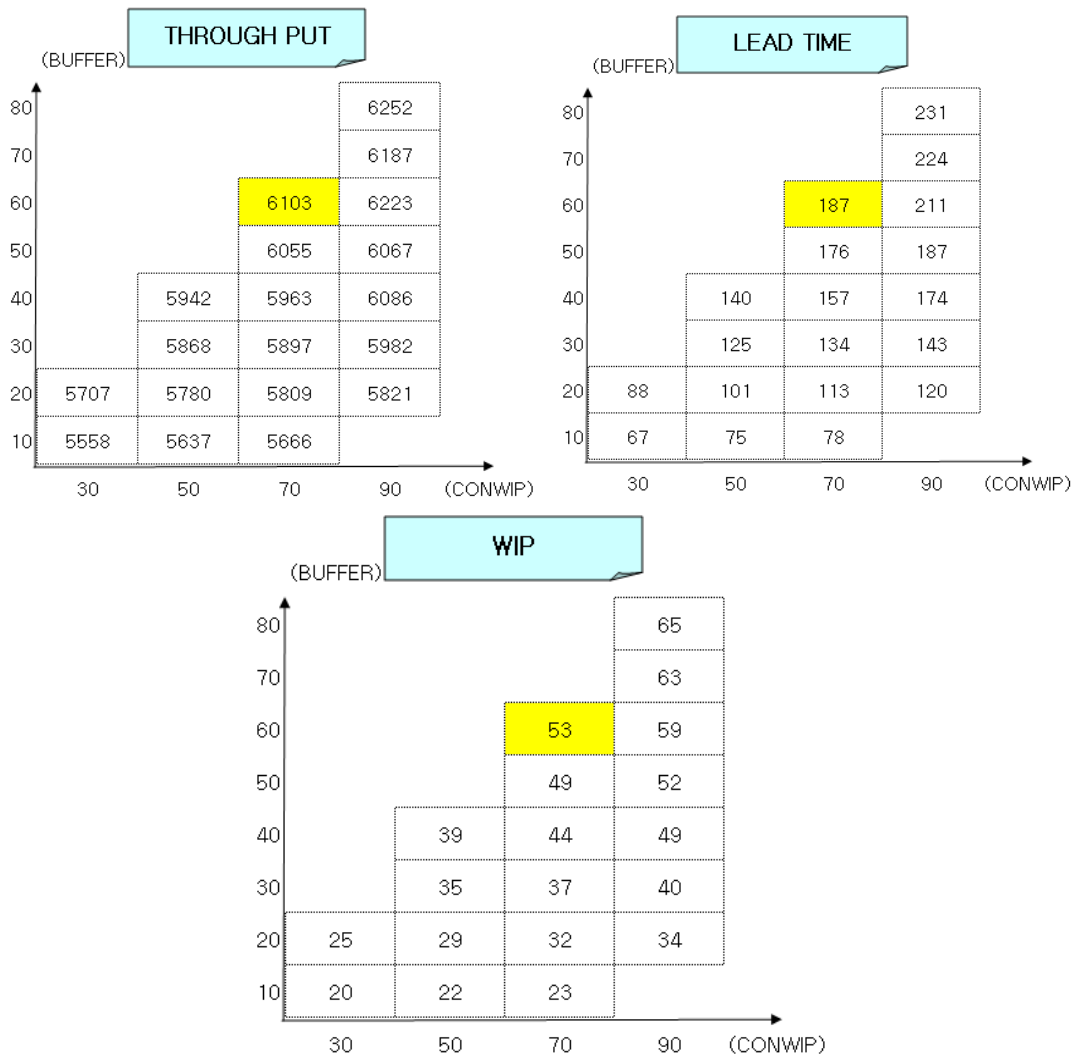 THROUGH PUT
(BUFFER)
80 6252
70 6187
60 6103 6223
50 6055 6067
40 5942 5963 6086
30 5868 5897 5982
20 5707 5780 5809 5821
10 5558 5637 5666
30 50 70 90 (CONWIP)
LEAD TIME
(BUFFER)
80 231
70 224
60 187 211
50 176 187
40 140 157 174
30 125 134 143
20 88 101 113 120
10 67 75 78
30 50 70 90 (CONWIP)
WIP
(BUFFER)
80 65
70 63
60 53 59
50 49 52
40 39 44 49
30 35 37 40
20 25 29 32 34
10 20 22 23
30 50 70 90 (CONWIP)